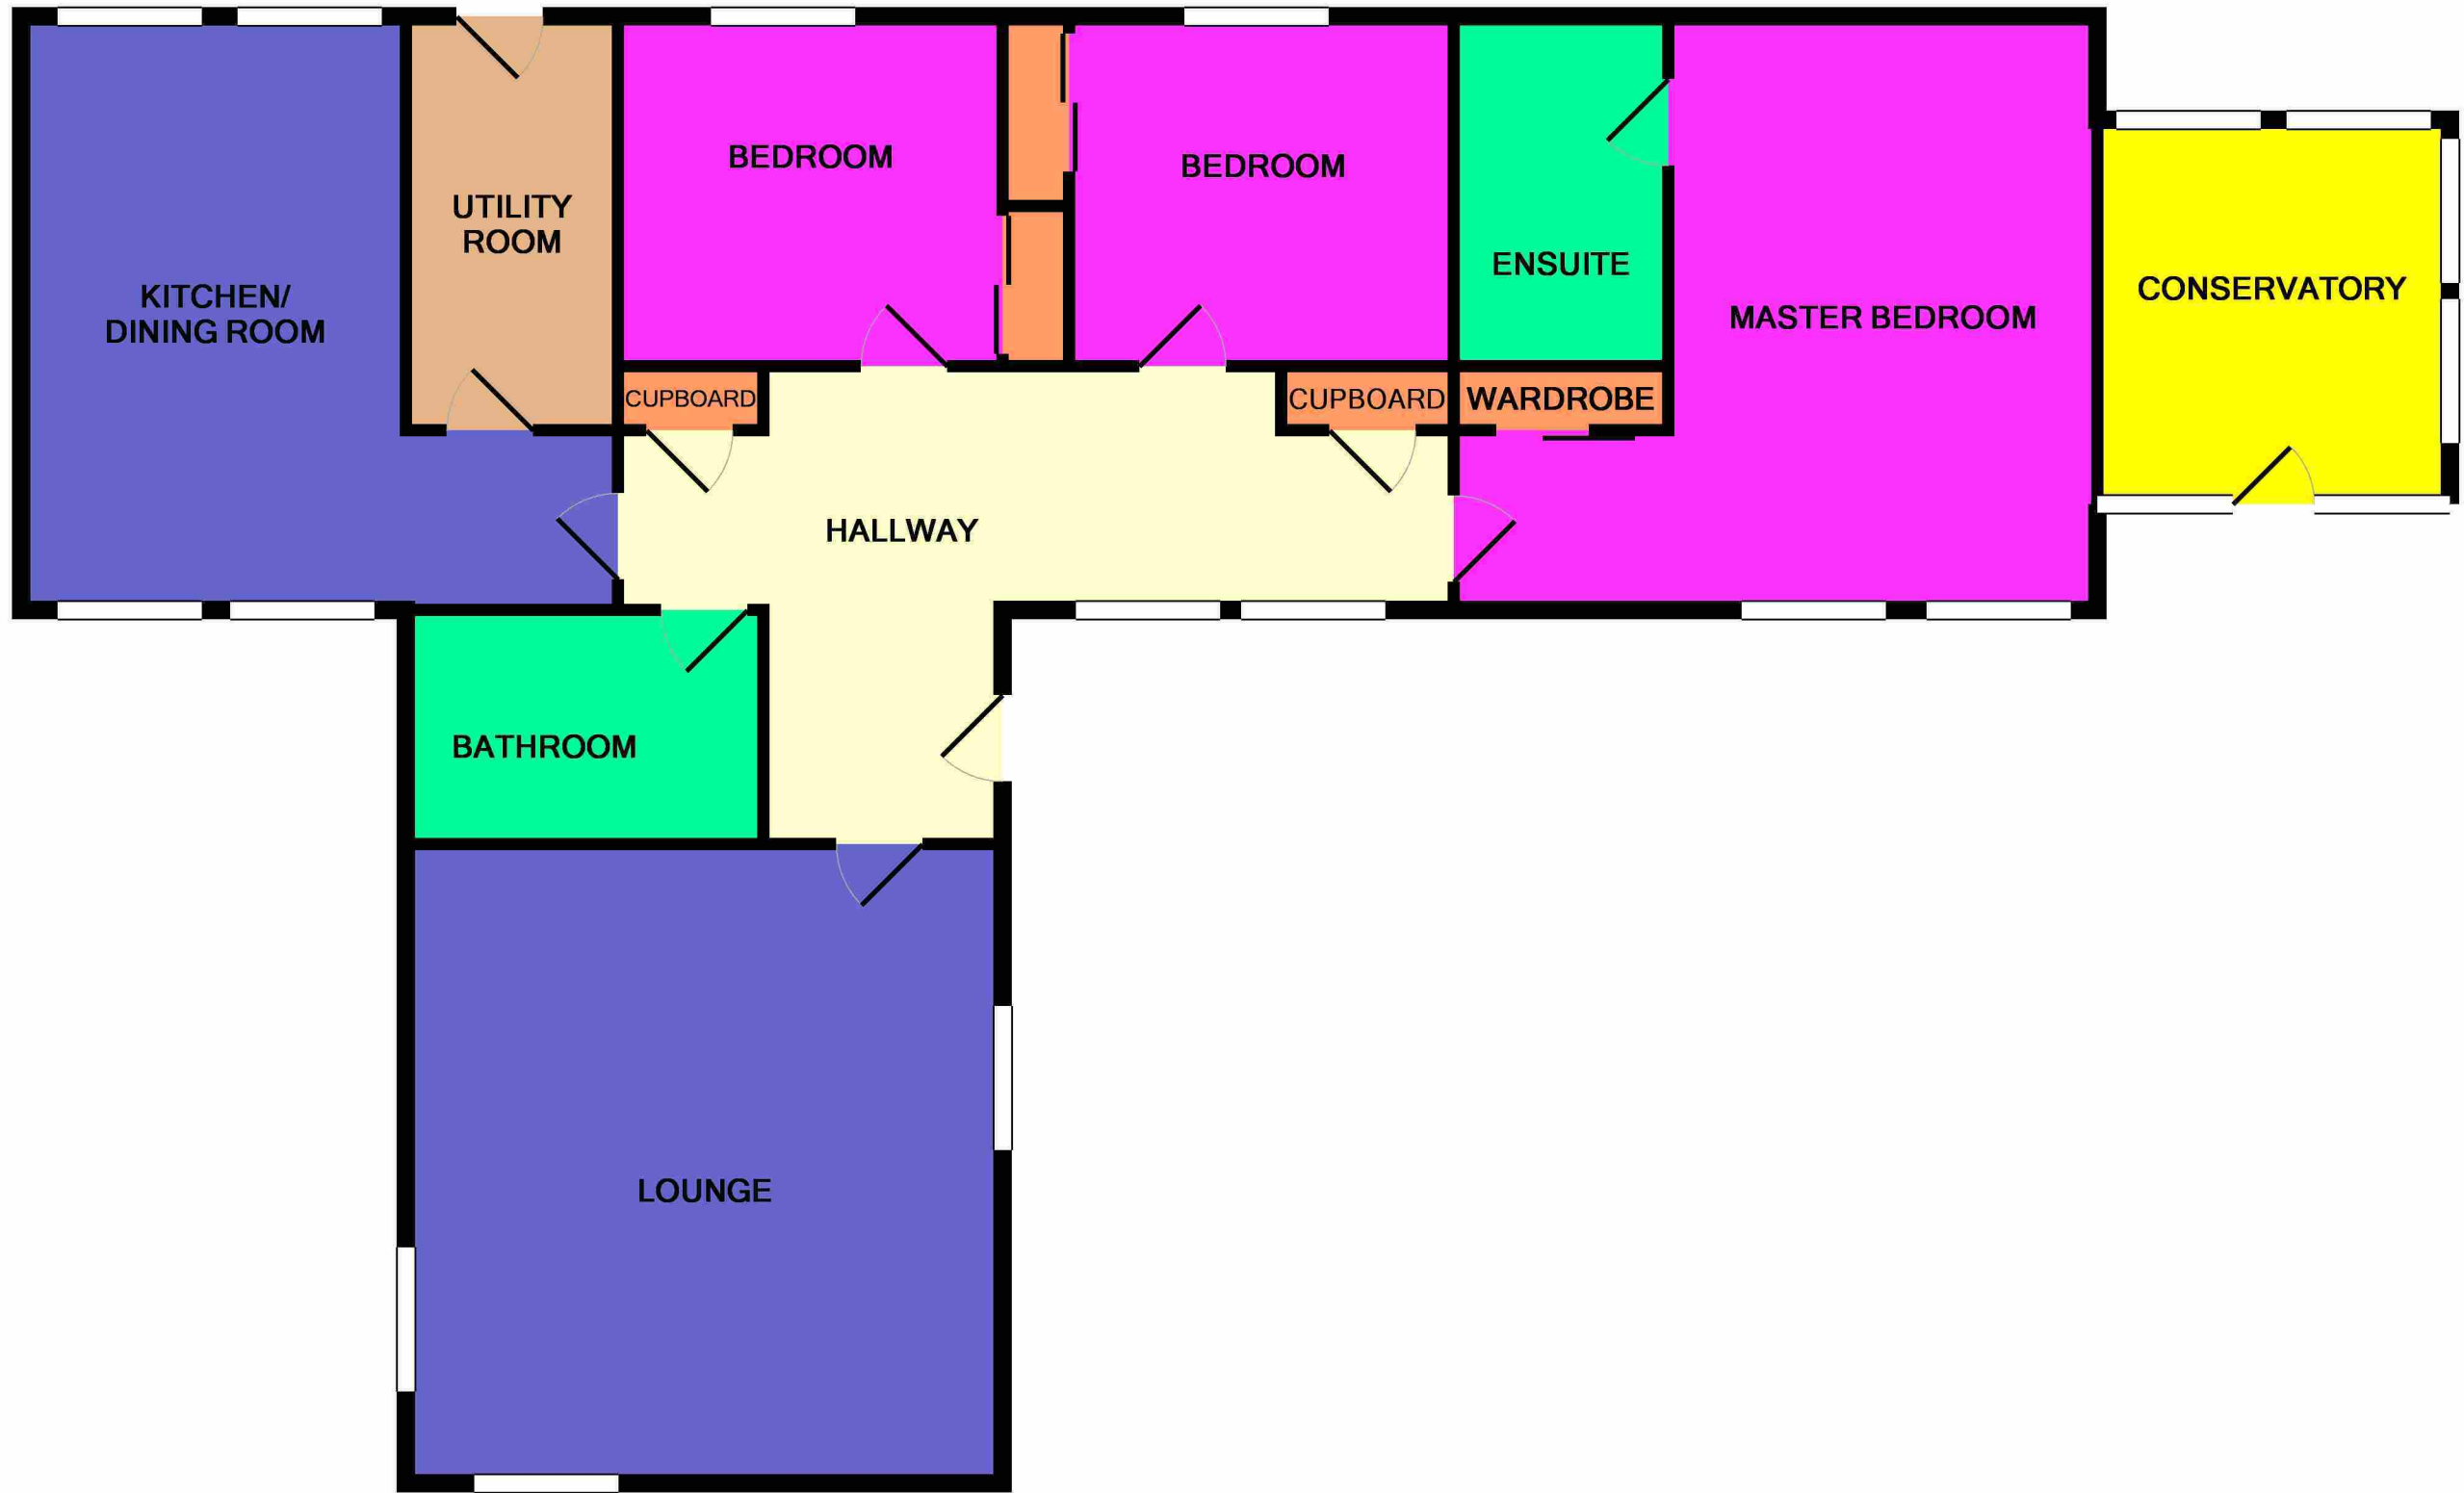 BEDROOM
BEDROOM
UTILITY
ROOM
ENSUITE
KITCHEN/
DINING ROOM
MASTER BEDROOM
CONSERVATORY
CUPBOARD
CUPBOARD
WARDROBE
HALLWAY
BATHROOM
LOUNGE